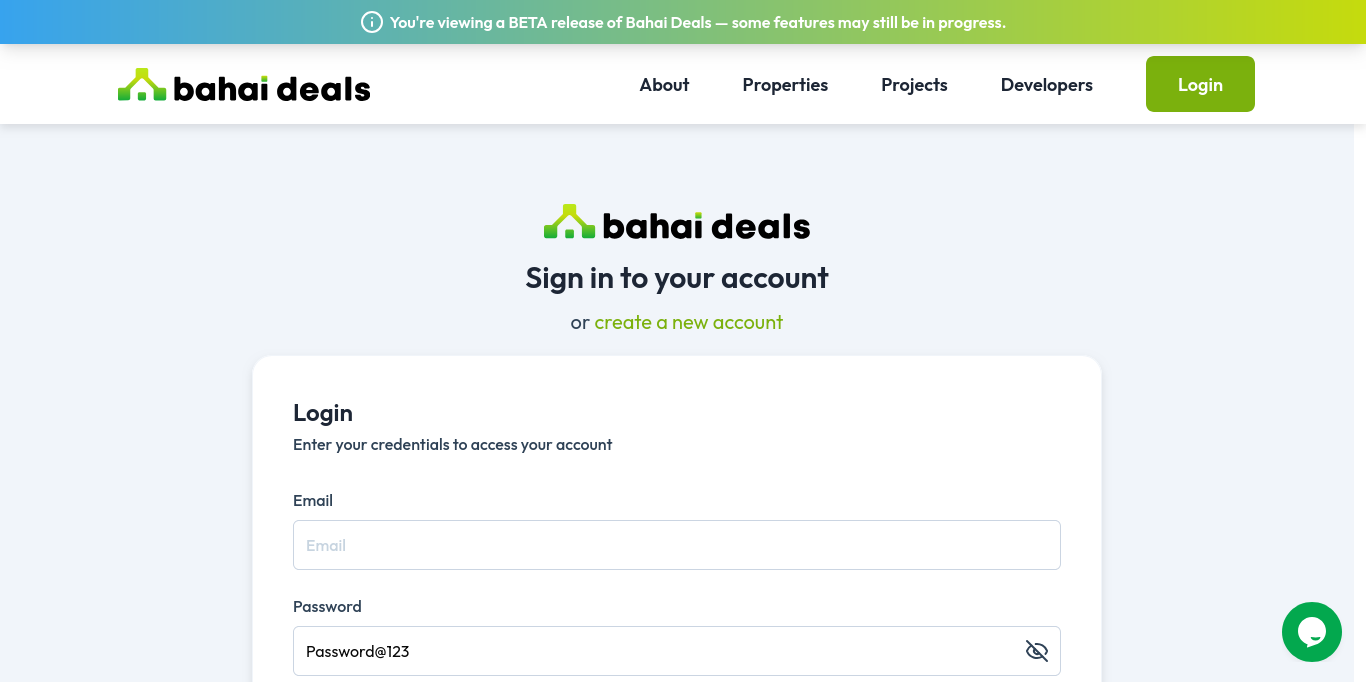 You're viewing a BETA release of Bahai Deals — some features may still be in progress.
bahai deals
About
Properties
Projects
Developers
Login
bahai deals
Sign in to your account
or create a new account
Login
Enter your credentials to access your account
Email
Email
Password
Password@123